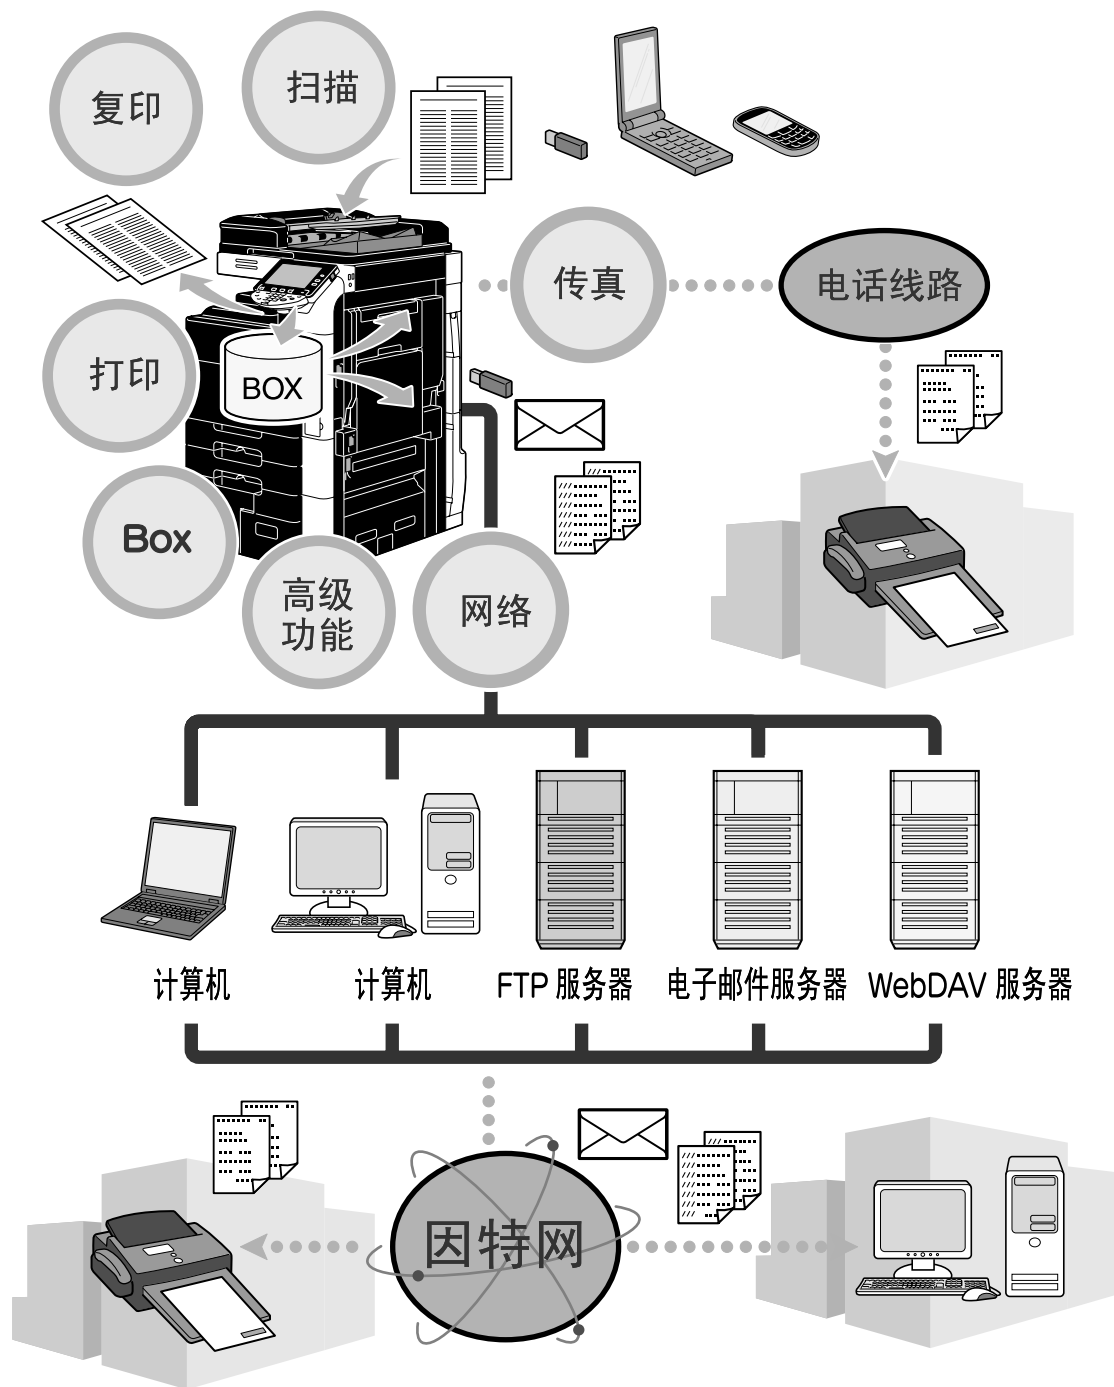 复印
扫描
传真
电话线路
打印
BOX
Box
高级
功能
网络
计算机
计算机
FTP 服务器
电子邮件服务器
WebDAV 服务器
因特网